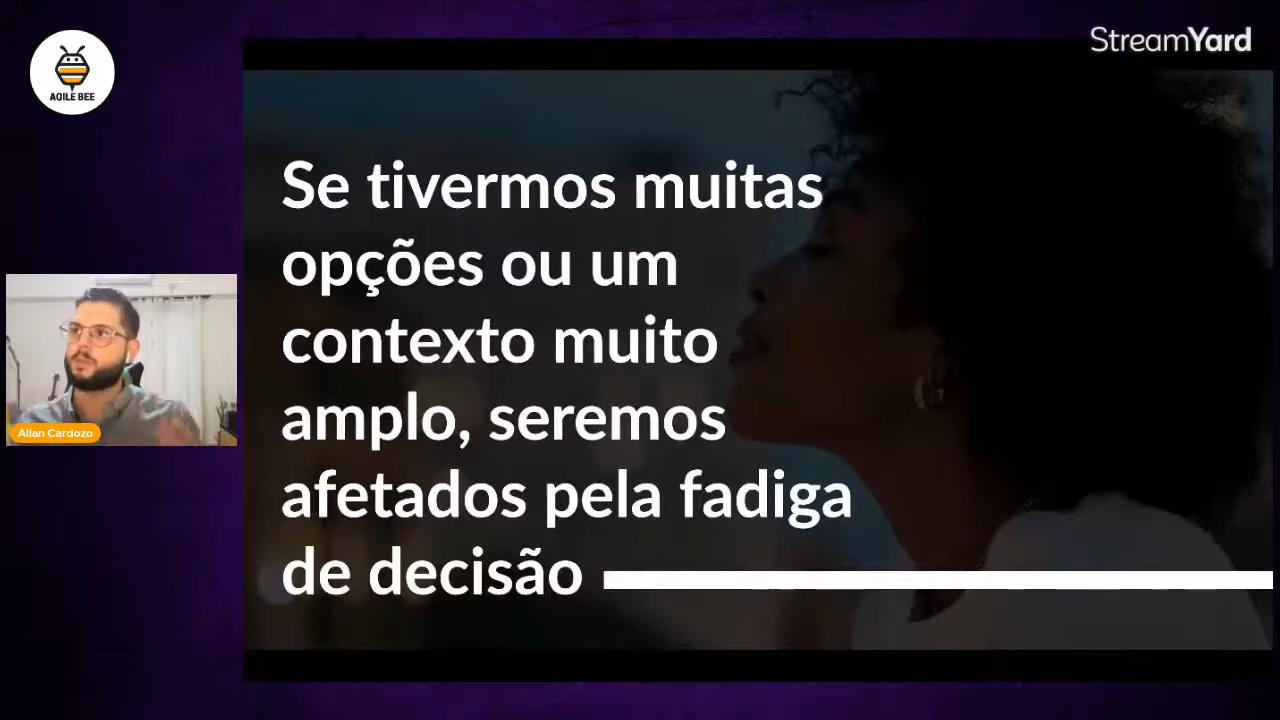 AGILE BEE
StreamYard
Se tivermos muitas
opções ou um
contexto muito
amplo, seremos
afetados pela fadiga
de decisão
Allan Cardozo